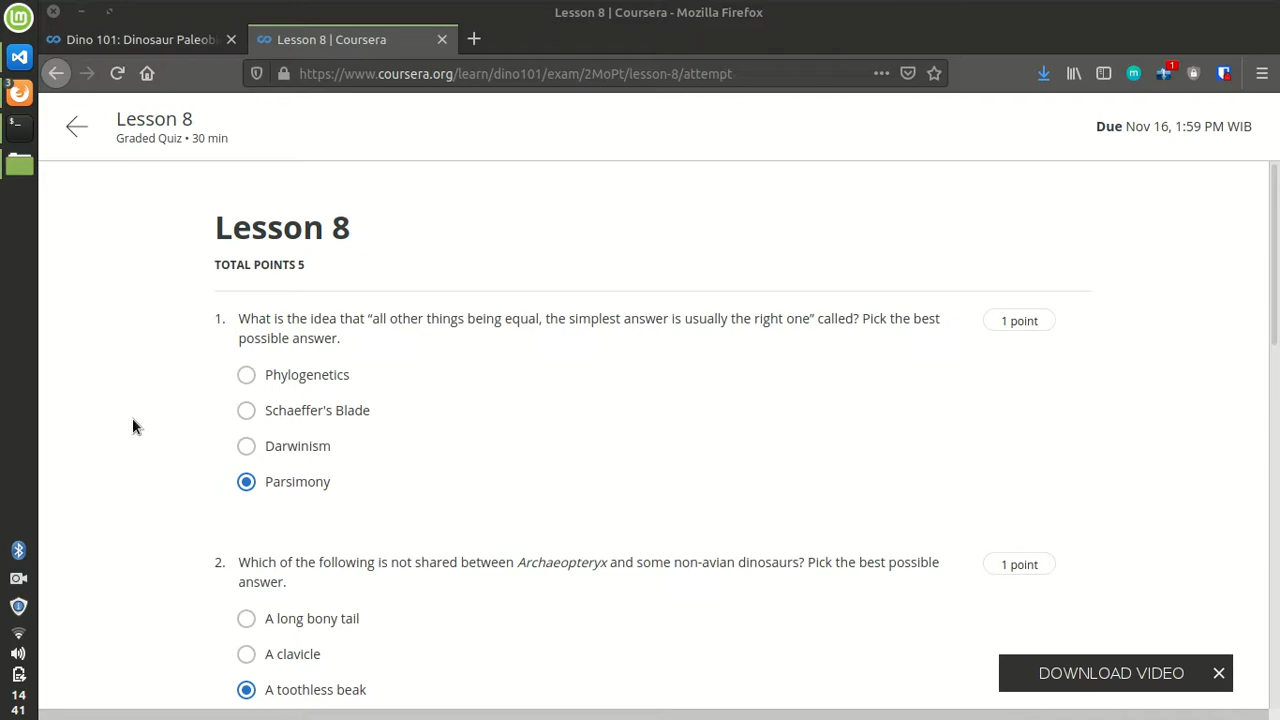 Lesson 8 | Coursera - Mozilla Firefox
Dino 101: Dinosaur Paleob
Lesson 8 | Coursera
https://www.coursera.org/learn/dino101/exam/2MoPt/lesson-8/attempt
1
m
3
Lesson 8
Graded Quiz • 30 min
Due Nov 16, 1:59 PM WIB
Lesson 8
TOTAL POINTS 5
1. What is the idea that “all other things being equal, the simplest answer is usually the right one” called? Pick the best
possible answer.
1 point
Phylogenetics
Schaeffer's Blade
Darwinism
Parsimony
2. Which of the following is not shared between Archaeopteryx and some non-avian dinosaurs? Pick the best possible
answer.
1 point
A long bony tail
A clavicle
A toothless beak
DOWNLOAD VIDEO
14
41